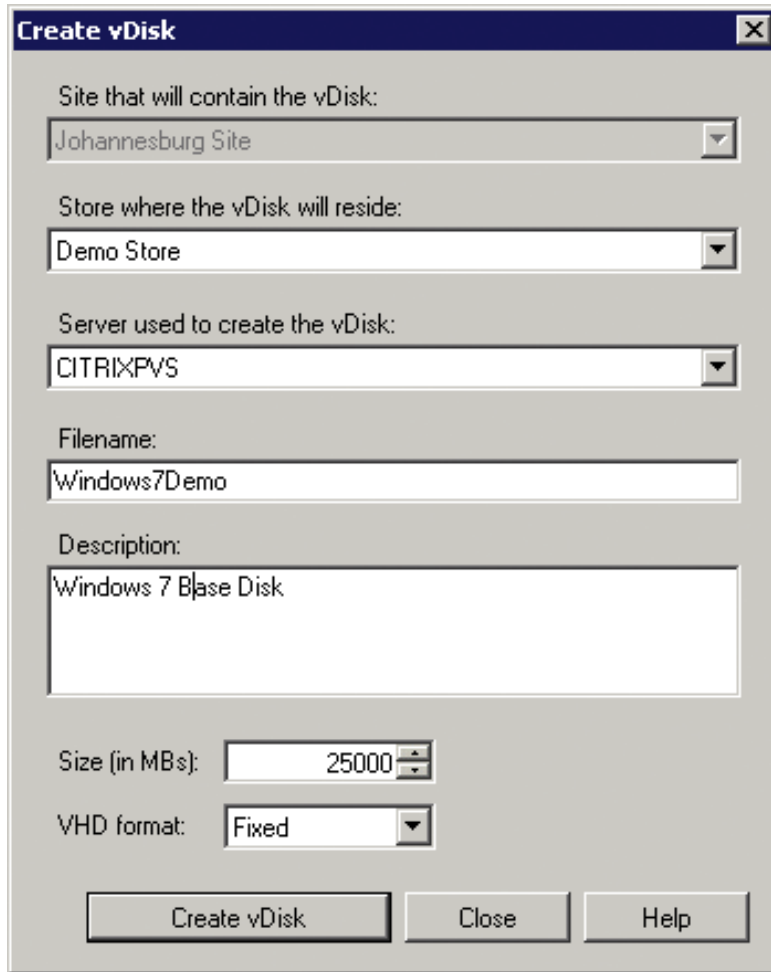 Create vDisk
Site that will contain the vDisk:
Johannesburg Site
Store where the vDisk will reside:
Demo Store
Server used to create the vDisk:
CITRIXPVS
Filename:
Windows7Demo
Description:
Windows 7 Base Disk
Size (in MBs): 25000
VHD format: Fixed
Create vDisk Close Help